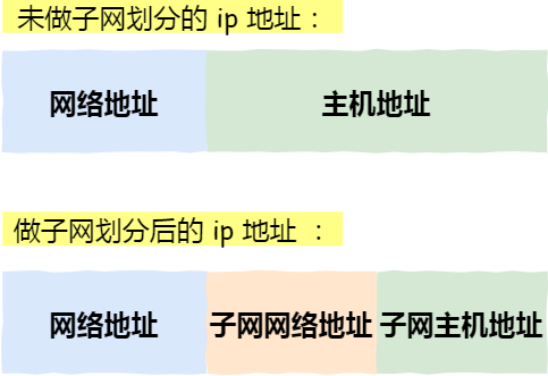 未做子网划分的 ip 地址：
网络地址 主机地址
做子网划分后的 ip 地址 ：
网络地址 子网网络地址 子网主机地址